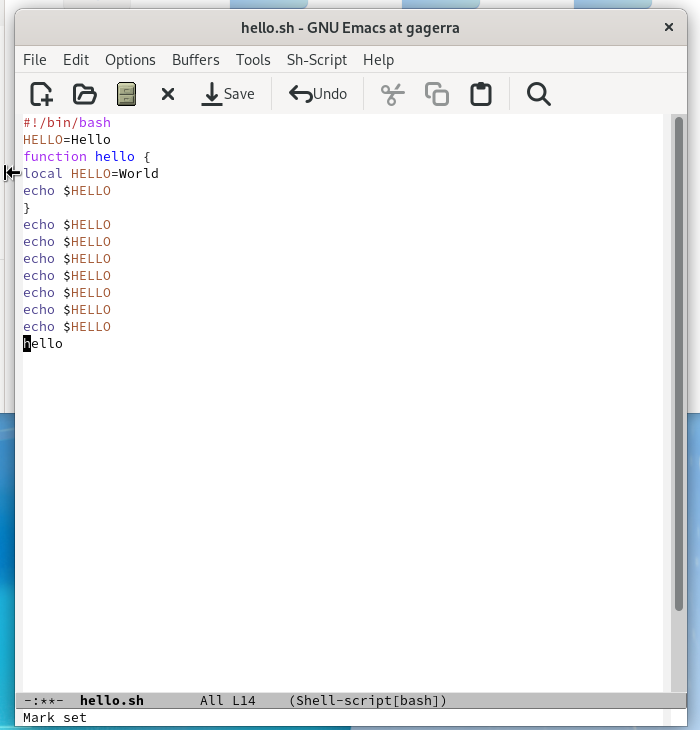 hello.sh - GNU Emacs at gagerra
File Edit Options Buffers Tools Sh-Script Help
Save Undo
#!/bin/bash
HELLO=Hello
function hello {
local HELLO=World
echo $HELLO
}
echo $HELLO
echo $HELLO
echo $HELLO
echo $HELLO
echo $HELLO
echo $HELLO
echo $HELLO
hello
-:**- hello.sh All L14 (Shell-script[bash])
Mark set